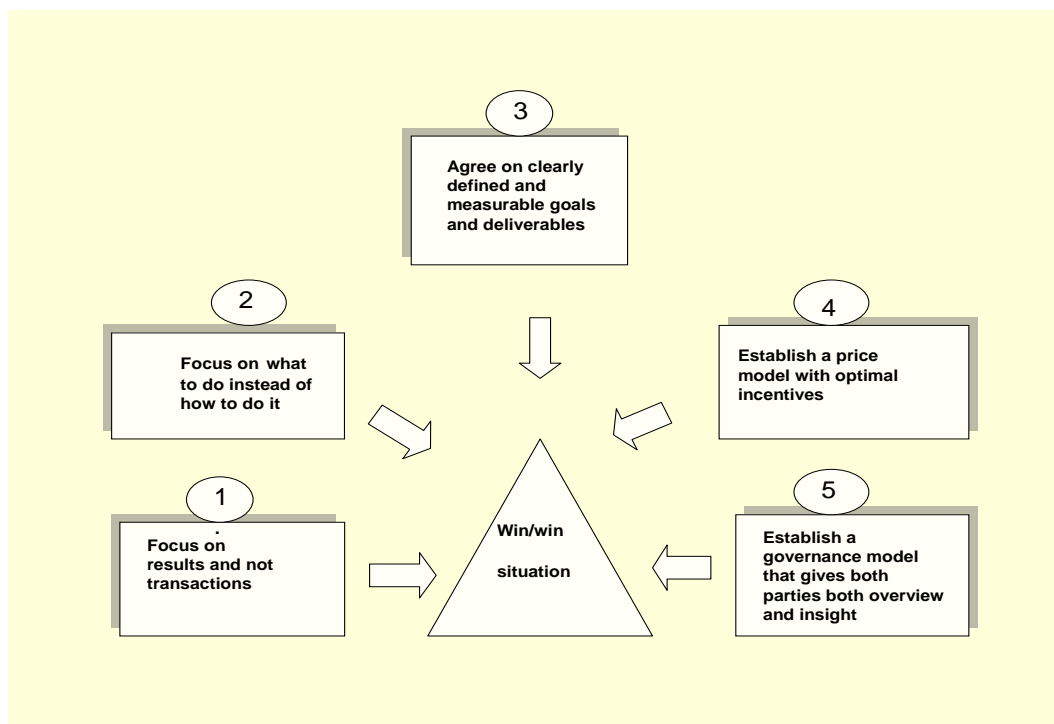 3
Agree on clearly
defined and
measurable goals
and deliverables
2
Focus on what
to do instead of
how to do it
4
Establish a price
model with optimal
incentives
1
.
Focus on
results and not
transactions
Win/win
situation
5
Establish a
governance model
that gives both
parties both overview
and insight